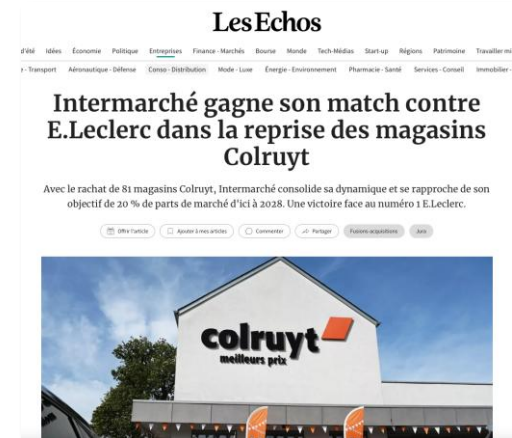 Les Echos
d'été Idées Économie Politique Entreprises Finance - Marchés Bourse Monde Tech-Médias Start-up Régions Patrimoine Travailler mi
- Transport Aéronautique - Défense Conso - Distribution Mode - Luxe Énergie - Environnement Pharmacie - Santé Services - Conseil Immobilier -
Intermarché gagne son match contre
E.Leclerc dans la reprise des magasins
Colruyt
Avec le rachat de 81 magasins Colruyt, Intermarché consolide sa dynamique et se rapproche de son
objectif de 20 % de parts de marché d'ici à 2028. Une victoire face au numéro 1 E.Leclerc.
Offrir l'article Ajouter à mes articles Commenter Partager Fusions-acquisitions Jura
colruyt
meilleurs prix